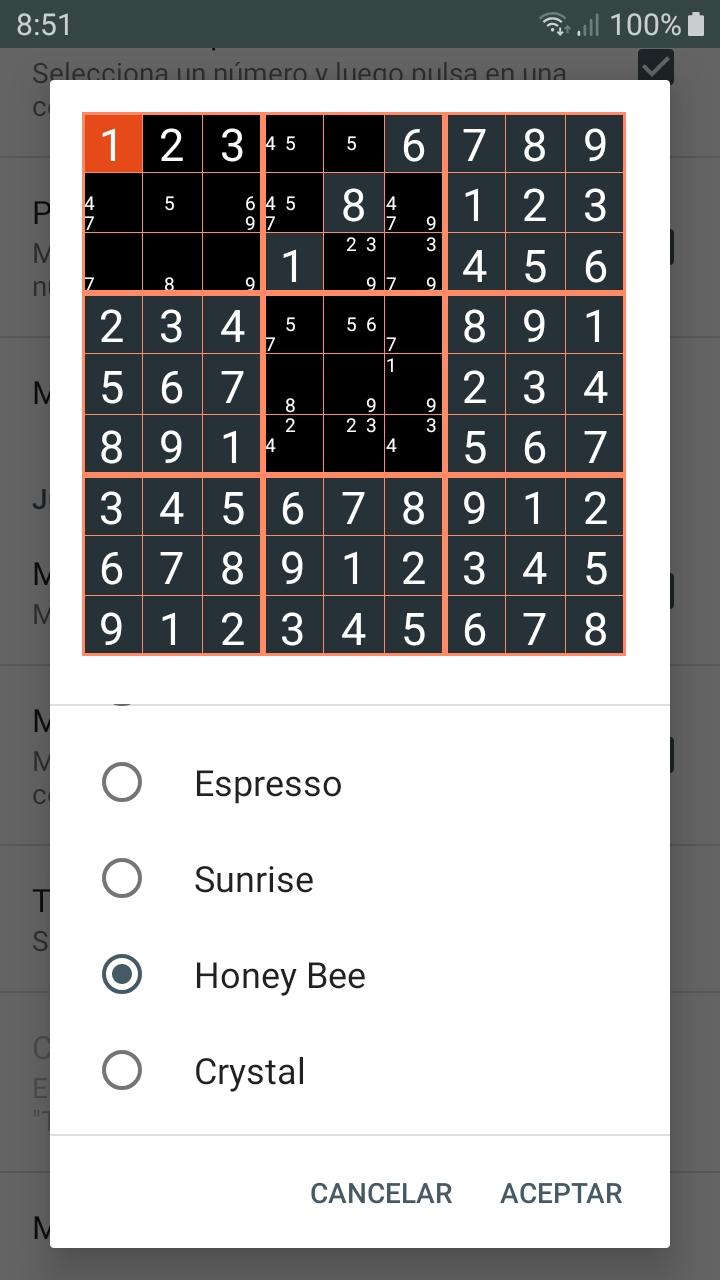 8:51 100%
Selecciona un número y luego pulsa en una
1 2 3 4 5 5 6 7 8 9
4 7 5 6 9 4 5 7 8 4 7 9 1 2 3
7 8 9 1 2 3 9 3 7 9 4 5 6
2 3 4 5 7 5 6 7 8 9 1
5 6 7 8 9 1 9 2 3 4
8 9 1 2 4 2 3 3 4 5 6 7
3 4 5 6 7 8 9 1 2
6 7 8 9 1 2 3 4 5
9 1 2 3 4 5 6 7 8
Espresso
Sunrise
Honey Bee
Crystal
CANCELAR ACEPTAR